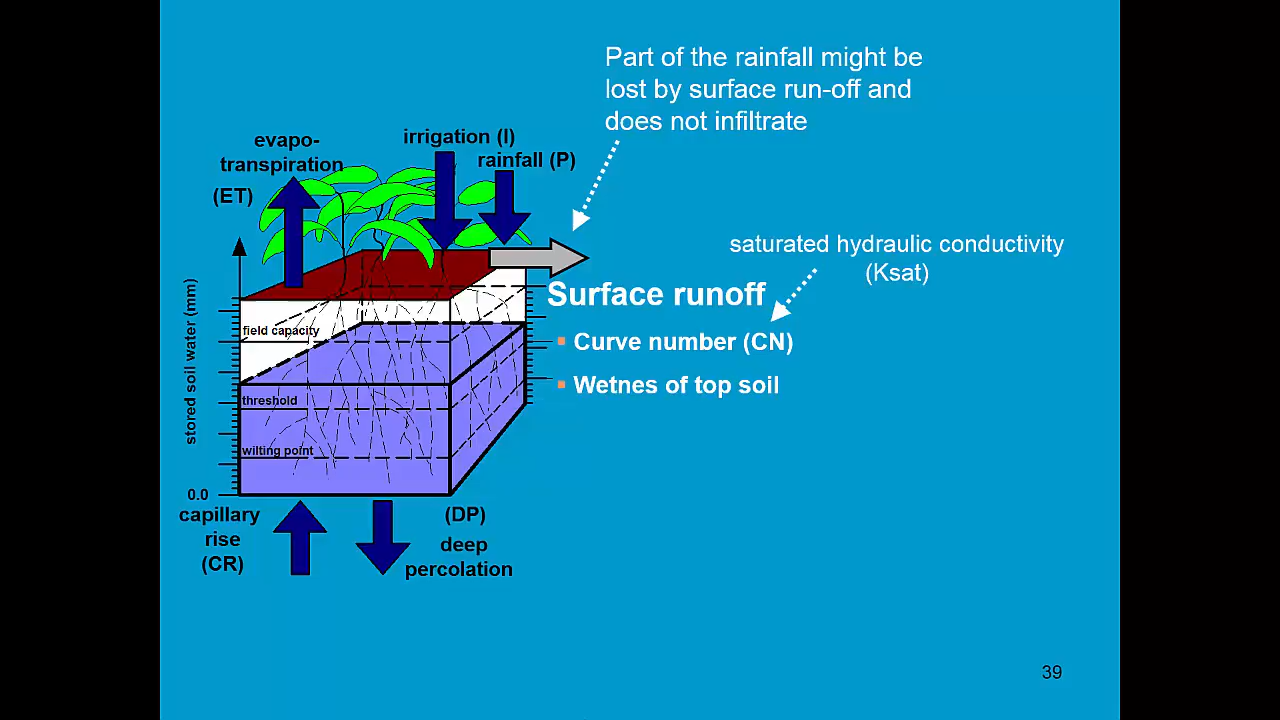 Part of the rainfall might be
lost by surface run-off and
does not infiltrate
evapo-
transpiration
(ET)
irrigation (I)
rainfall (P)
saturated hydraulic conductivity
(Ksat)
Surface runoff
Curve number (CN)
Wetnes of top soil
stored soil water (mm)
field capacity
threshold
wilting point
0.0
capillary
rise
(CR)
(DP)
deep
percolation
39